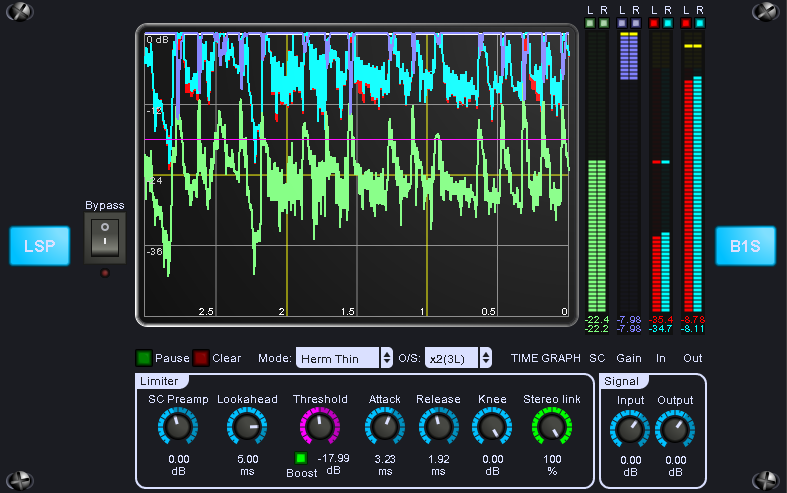 L R L R L R L R
0 dB
-12
-24
-36
2.5 2 1.5 1 0.5 0
Bypass
LSP
B1S
-22.4 -7.98 -35.4 -8.78
-22.2 -7.98 -34.7 -8.11
Pause Clear Mode: Herm Thin O/S: x2(3L) TIME GRAPH SC Gain In Out
Limiter
SC Preamp Lookahead Threshold Attack Release Knee Stereo link
0.00 5.00 -17.99 3.23 1.92 0.00 100
dB ms Boost dB ms ms dB %
Signal
Input Output
0.00 0.00
dB dB